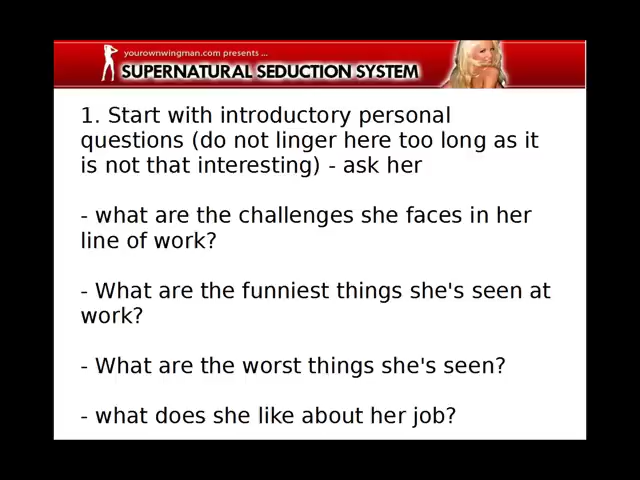 yourownwingman.com presents ...
SUPERNATURAL SEDUCTION SYSTEM
1. Start with introductory personal
questions (do not linger here too long as it
is not that interesting) - ask her
- what are the challenges she faces in her
line of work?
- What are the funniest things she's seen at
work?
- What are the worst things she's seen?
- what does she like about her job?